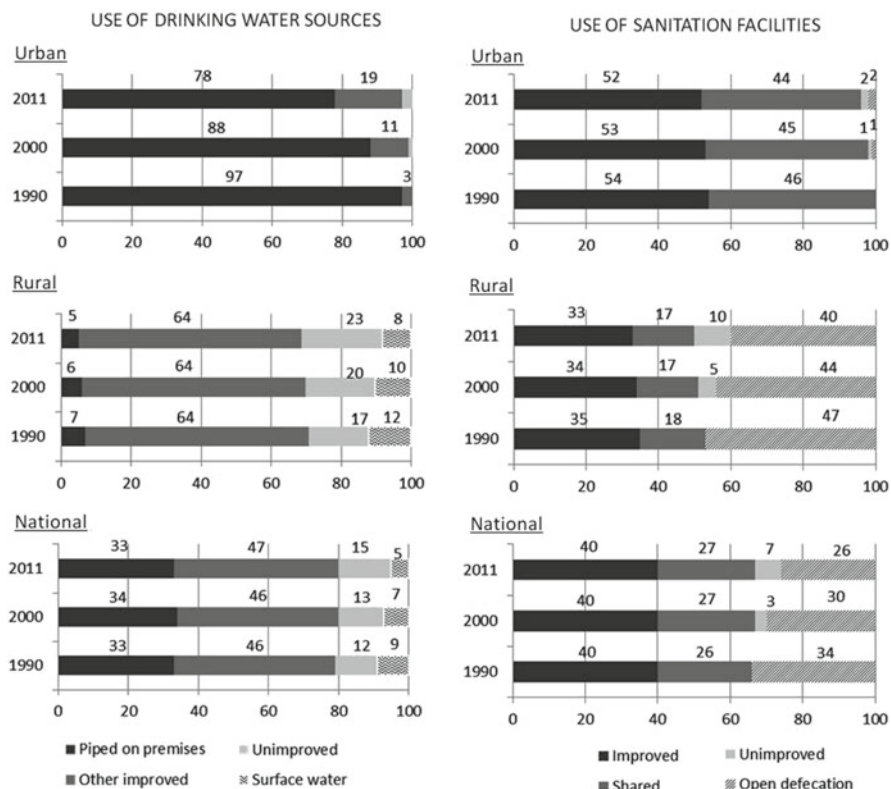 USE OF DRINKING WATER SOURCES
Urban
78 19
2011
88 11
2000
97 3
1990
0 20 40 60 80 100
Rural
5 64 23 8
2011
6 64 20 10
2000
7 64 17 12
1990
0 20 40 60 80 100
National
33 47 15 5
2011
34 46 13 7
2000
33 46 12 9
1990
0 20 40 60 80 100
Piped on premises Unimproved
Other improved Surface water
USE OF SANITATION FACILITIES
Urban
52 44 2 2
2011
53 45 1 1
2000
54 46
1990
0 20 40 60 80 100
Rural
33 17 10 40
2011
34 17 5 44
2000
35 18 47
1990
0 20 40 60 80 100
National
40 27 7 26
2011
40 27 3 30
2000
40 26 34
1990
0 20 40 60 80 100
Improved Unimproved
Shared Open defecation